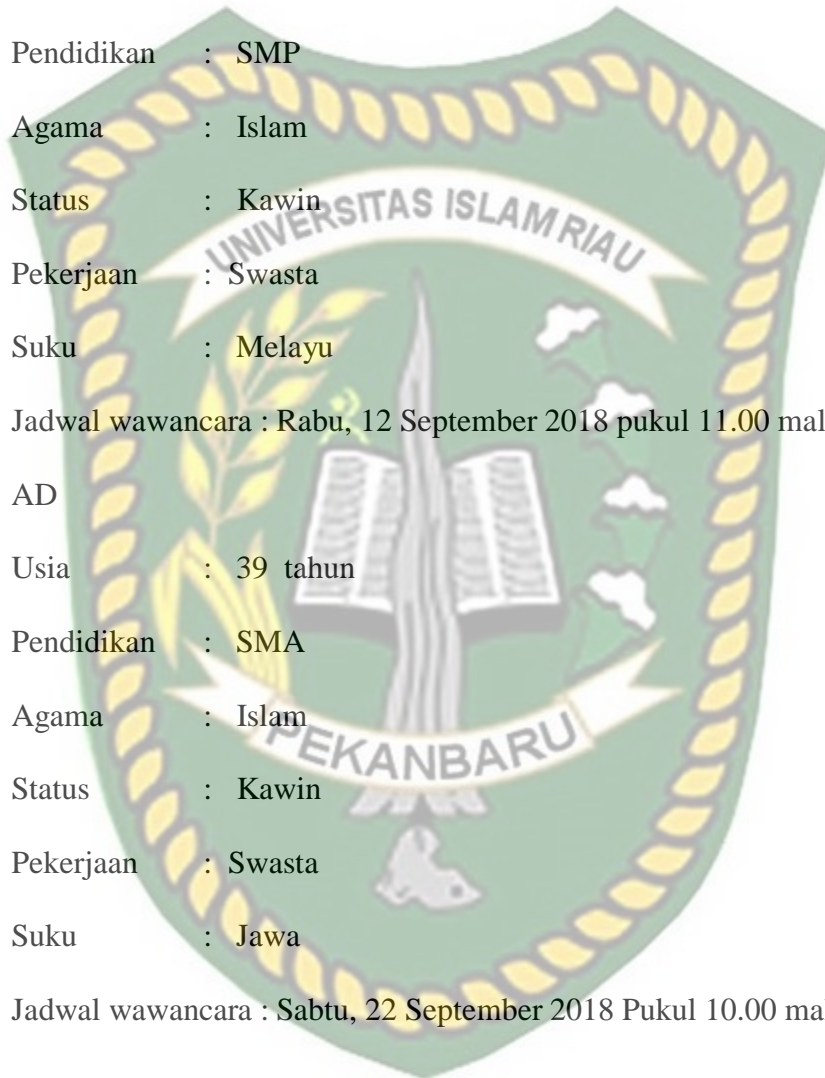 Pendidikan : SMP
Agama : Islam
Status : Kawin
UNIVERSITAS ISLAM RIAU
Pekerjaan : Swasta
Suku : Melayu
Jadwal wawancara : Rabu, 12 September 2018 pukul 11.00 mal
AD
Usia : 39 tahun
Pendidikan : SMA
Agama : Islam
PEKANBARU
Status : Kawin
Pekerjaan : Swasta
Suku : Jawa
Jadwal wawancara : Sabtu, 22 September 2018 Pukul 10.00 ma